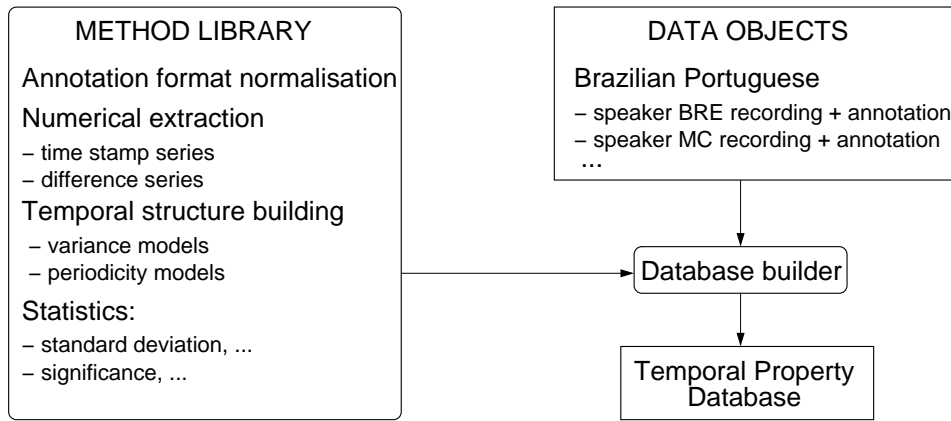 METHOD LIBRARY
Annotation format normalisation
Numerical extraction
– time stamp series
– difference series
Temporal structure building
– variance models
– periodicity models
Statistics:
– standard deviation, ...
– significance, ...
DATA OBJECTS
Brazilian Portuguese
– speaker BRE recording + annotation
– speaker MC recording + annotation
...
Database builder
Temporal Property
Database